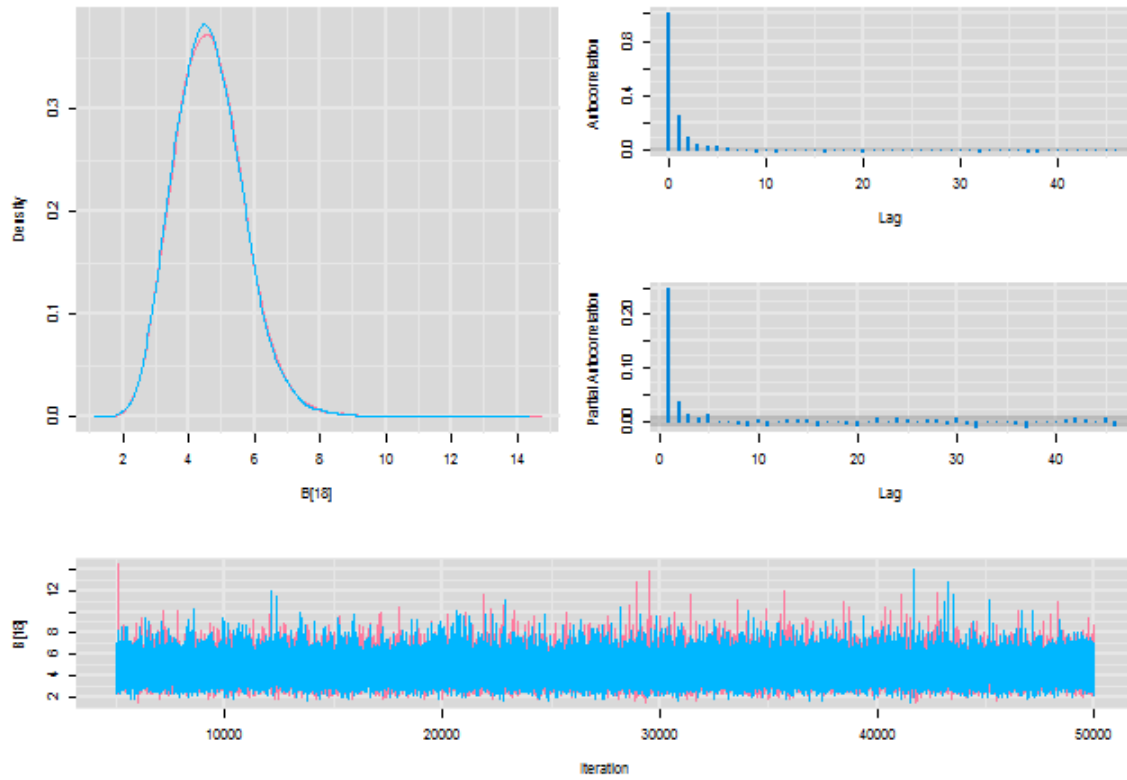 Density
0.0 0.1 0.2 0.3
2 4 6 8 10 12 14
B[18]
Autocorrelation
0.0 0.4 0.8
0 10 20 30 40
Lag
Partial Autocorrelation
0.00 0.10 0.20
0 10 20 30 40
Lag
B[18]
2 4 6 8 12
10000 20000 30000 40000 50000
Iteration